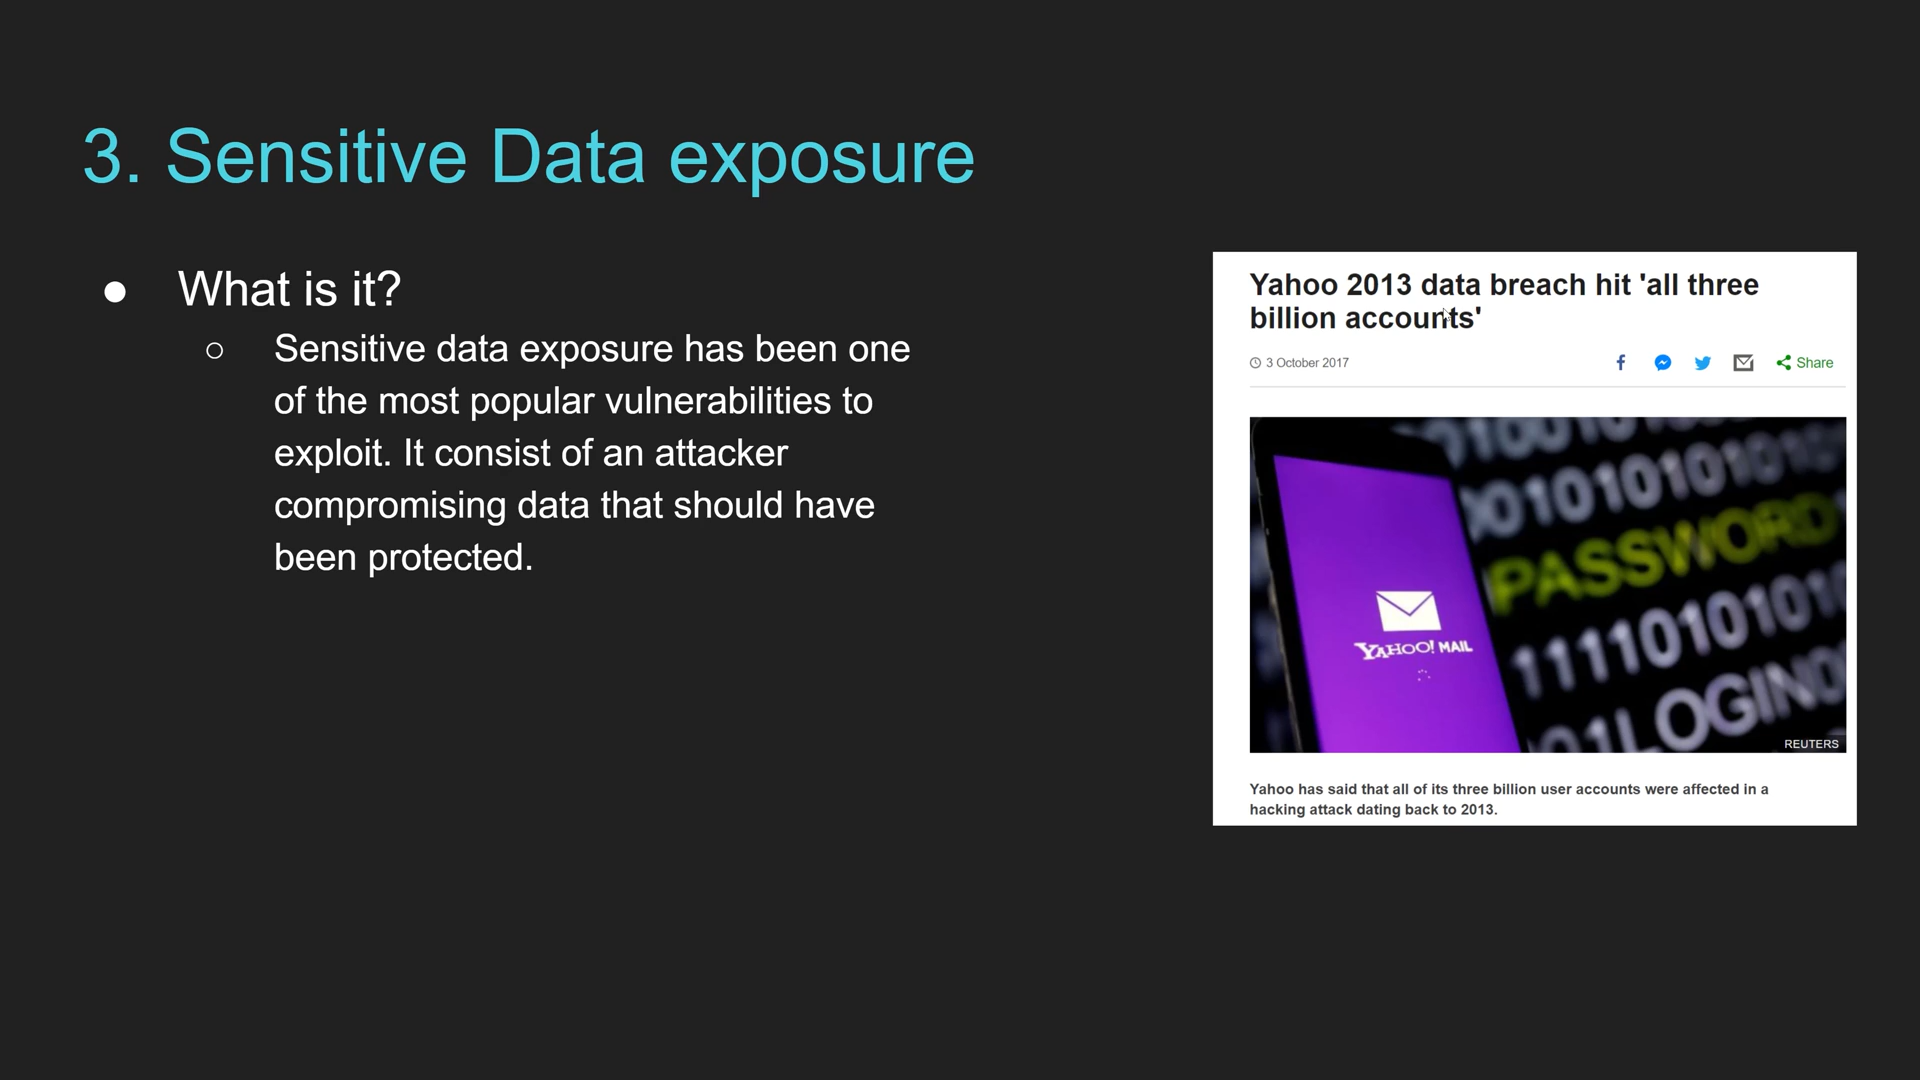 3. Sensitive Data exposure
● What is it?
○ Sensitive data exposure has been one
of the most popular vulnerabilities to
exploit. It consist of an attacker
compromising data that should have
been protected.
Yahoo 2013 data breach hit 'all three
billion accounts'
3 October 2017
Share
010101010101
PASSWORD
YAHOO! MAIL
1111010101
01LOGIN
REUTERS
Yahoo has said that all of its three billion user accounts were affected in a
hacking attack dating back to 2013.